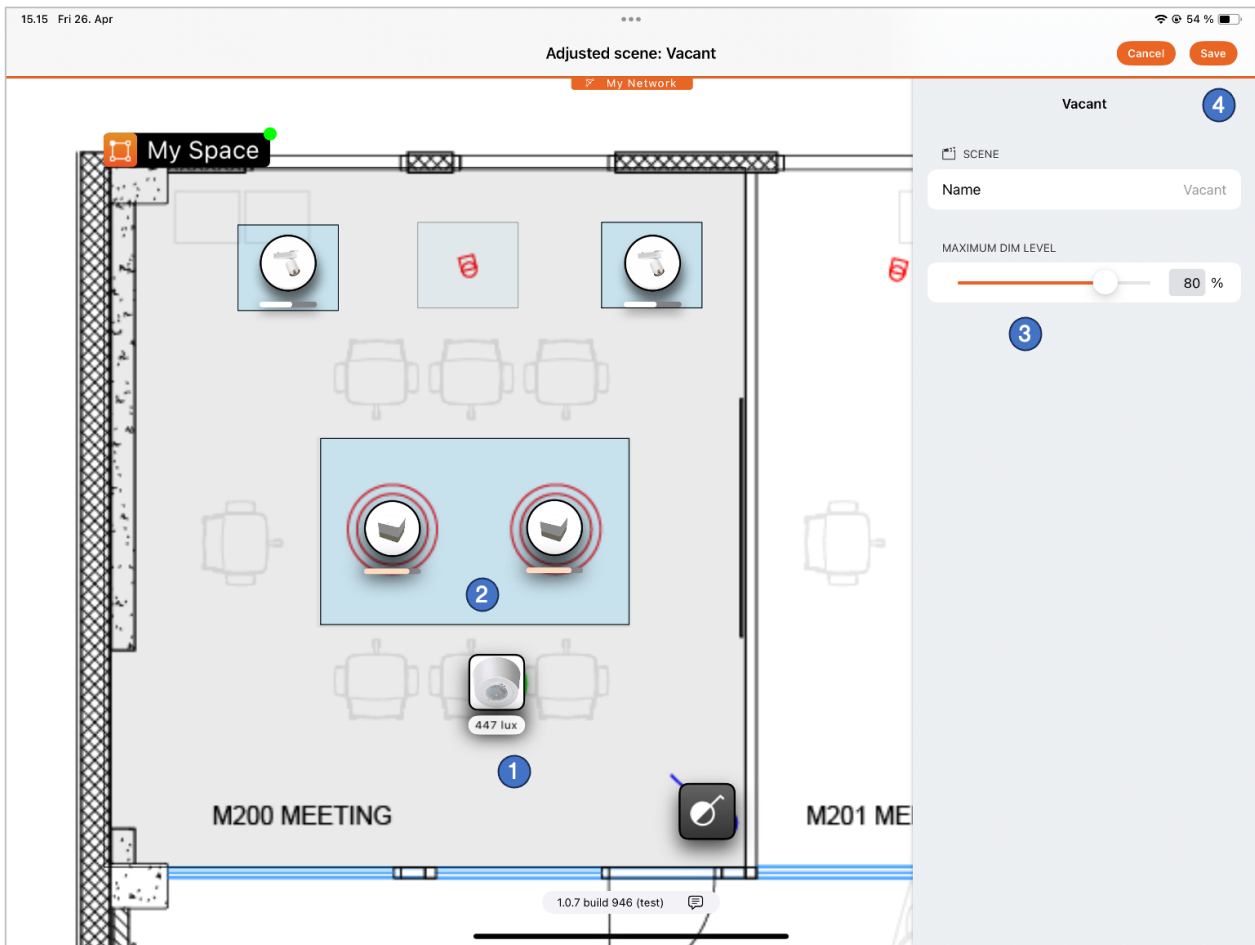 15.15 Fri 26. Apr
54 %
Adjusted scene: Vacant
Cancel
Save
My Network
Vacant
4
My Space
SCENE
Name
Vacant
MAXIMUM DIM LEVEL
80 %
3
2
447 lux
1
M200 MEETING
M201 MEE
1.0.7 build 946 (test)